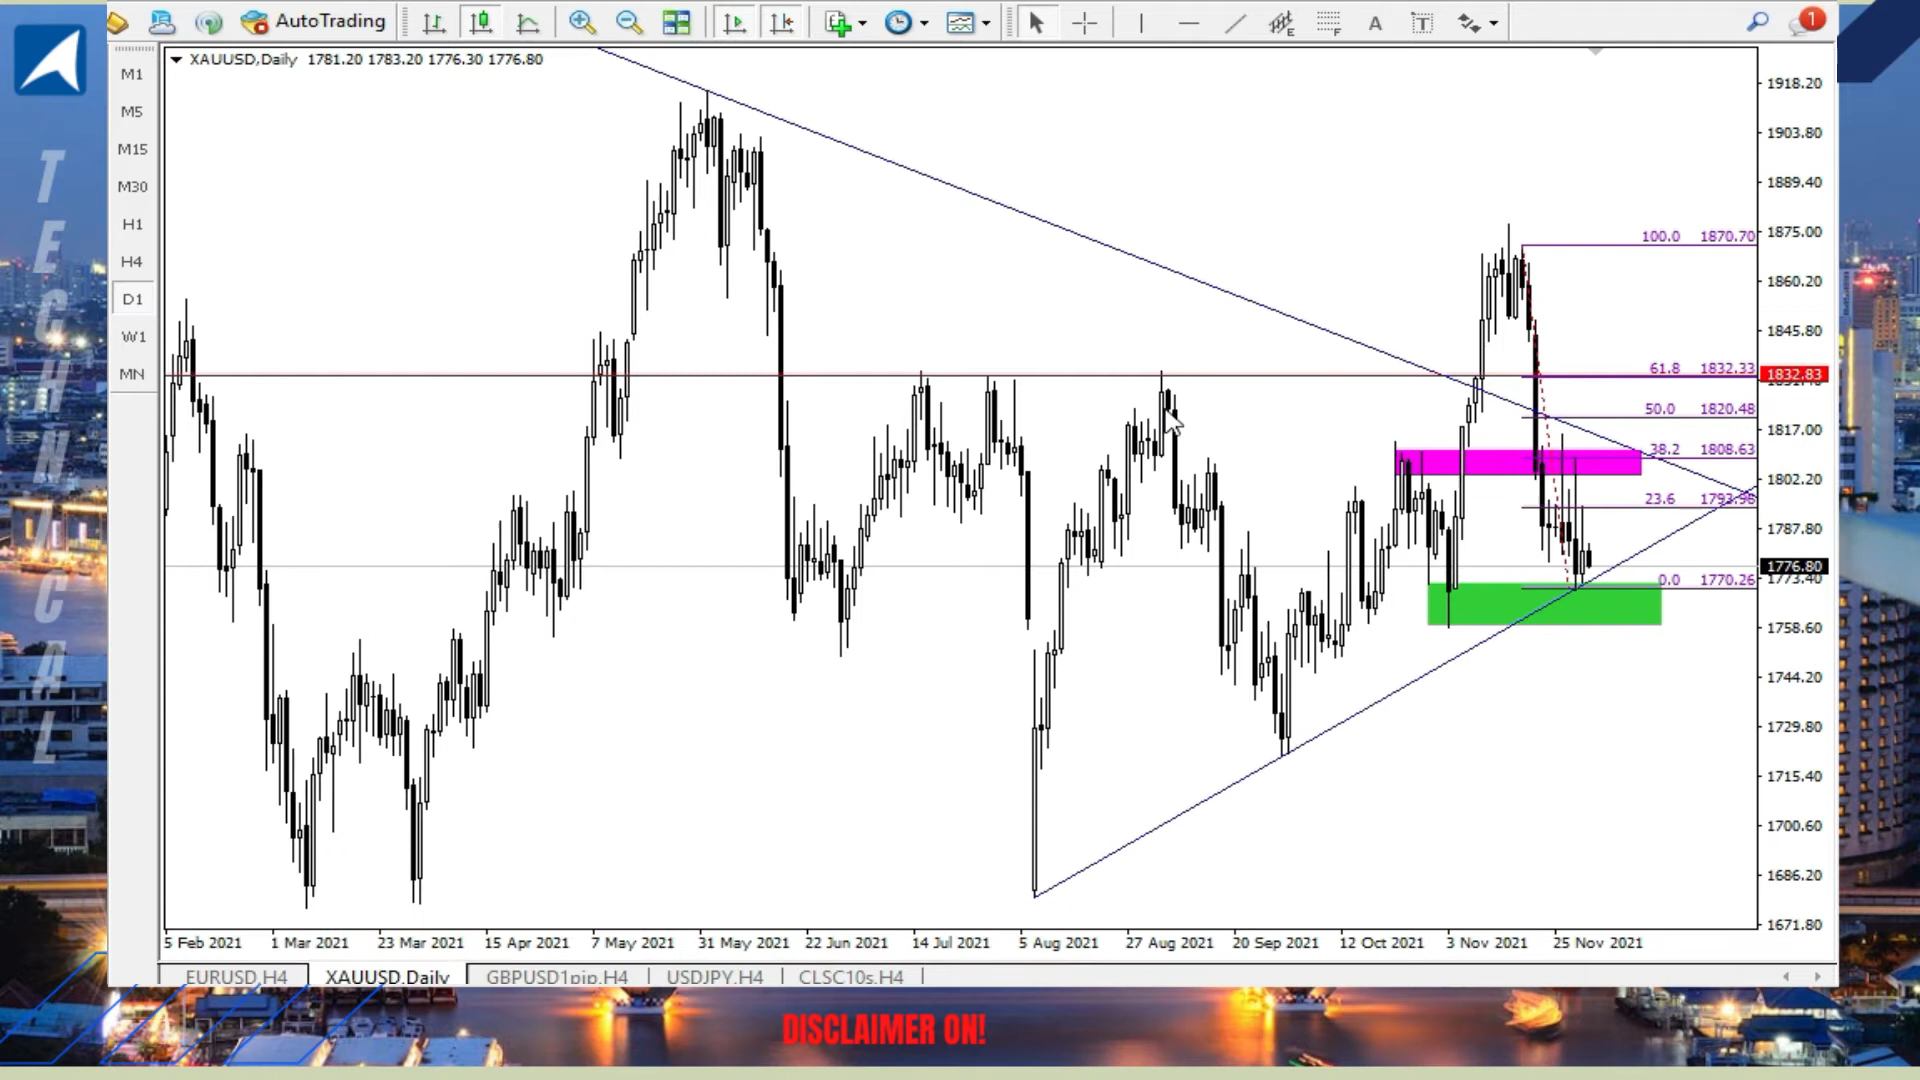 AutoTrading
1
M1
M5
M15
M30
H1
H4
D1
W1
MN
TECHNICAL
XAUUSD,Daily 1781.20 1783.20 1776.30 1776.80
100.0 1870.70
61.8 1832.33
50.0 1820.48
38.2 1808.63
23.6 1793.96
0.0 1770.26
1918.20
1903.80
1889.40
1875.00
1860.20
1845.80
1832.83
1817.00
1802.20
1787.80
1776.80
1773.40
1758.60
1744.20
1729.80
1715.40
1700.60
1686.20
1671.80
5 Feb 2021 1 Mar 2021 23 Mar 2021 15 Apr 2021 7 May 2021 31 May 2021 22 Jun 2021 14 Jul 2021 5 Aug 2021 27 Aug 2021 20 Sep 2021 12 Oct 2021 3 Nov 2021 25 Nov 2021
EURUSD,H4 XAUUSD,Daily GBPUSD1pip,H4 USDJPY,H4 CLSC10s,H4
DISCLAIMER ON!